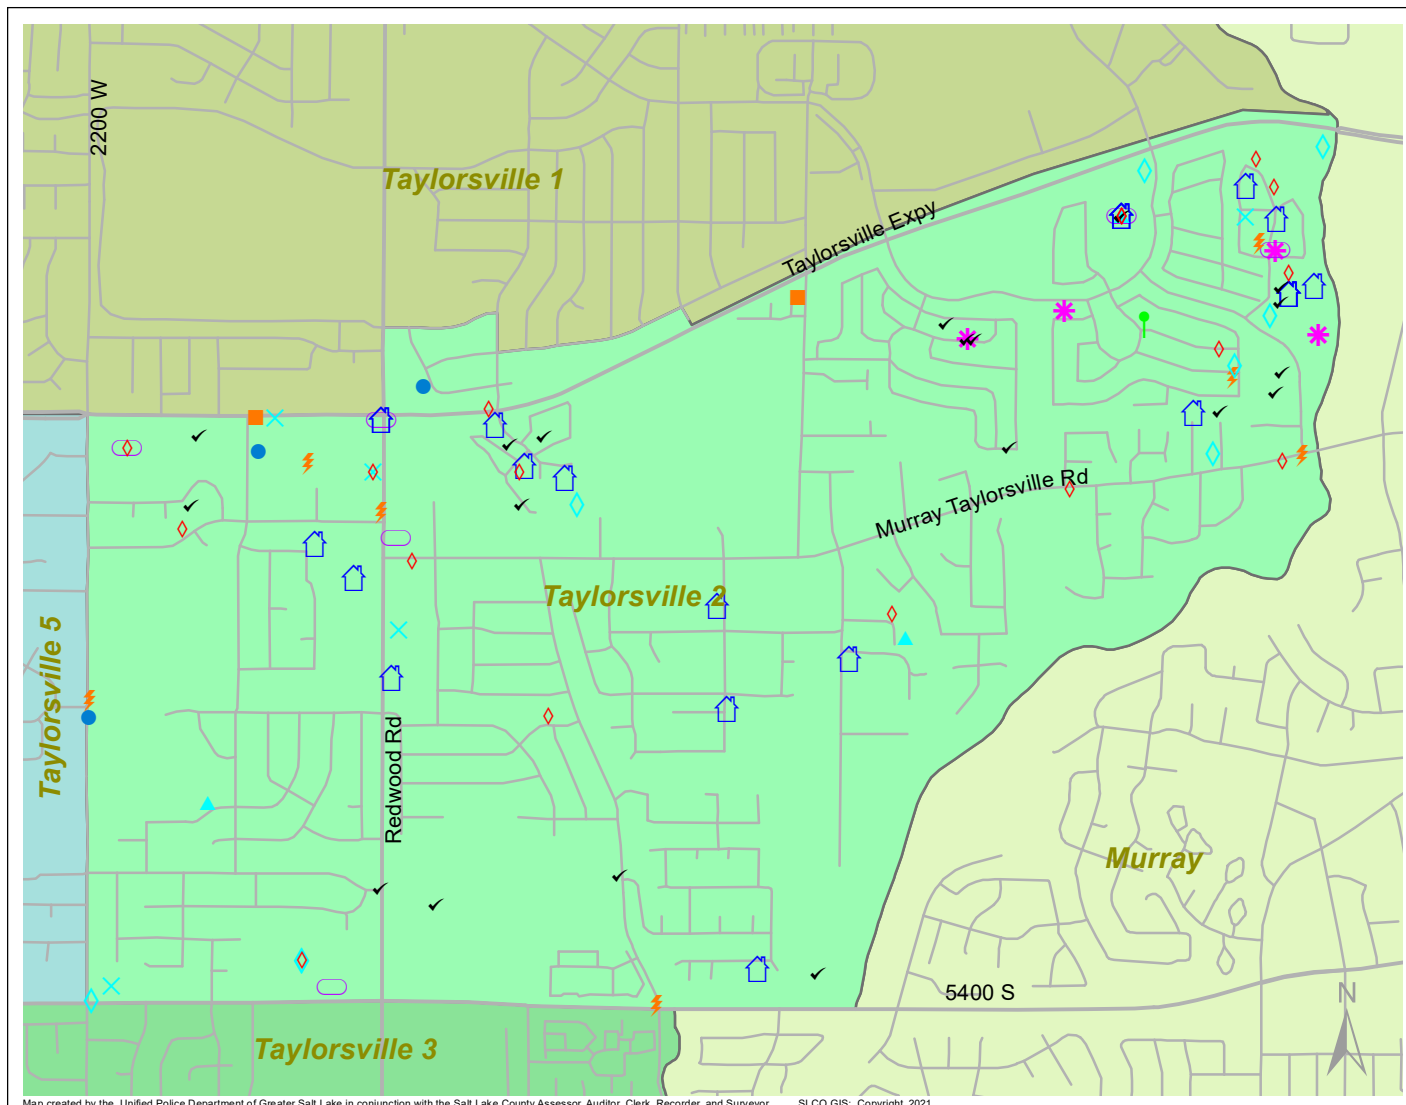 2200 W
Taylorsville 1
Taylorsville Expy
Murray Taylorsville Rd
Taylorsville 2
Taylorsville 5
Redwood Rd
Murray
5400 S
N
Taylorsville 3
Map created by the Unified Police Department of Greater Salt Lake in conjunction with the Salt Lake County Assessor, Auditor, Clerk, Recorder, and Surveyor. SLCO GIS: Copyright, 2021